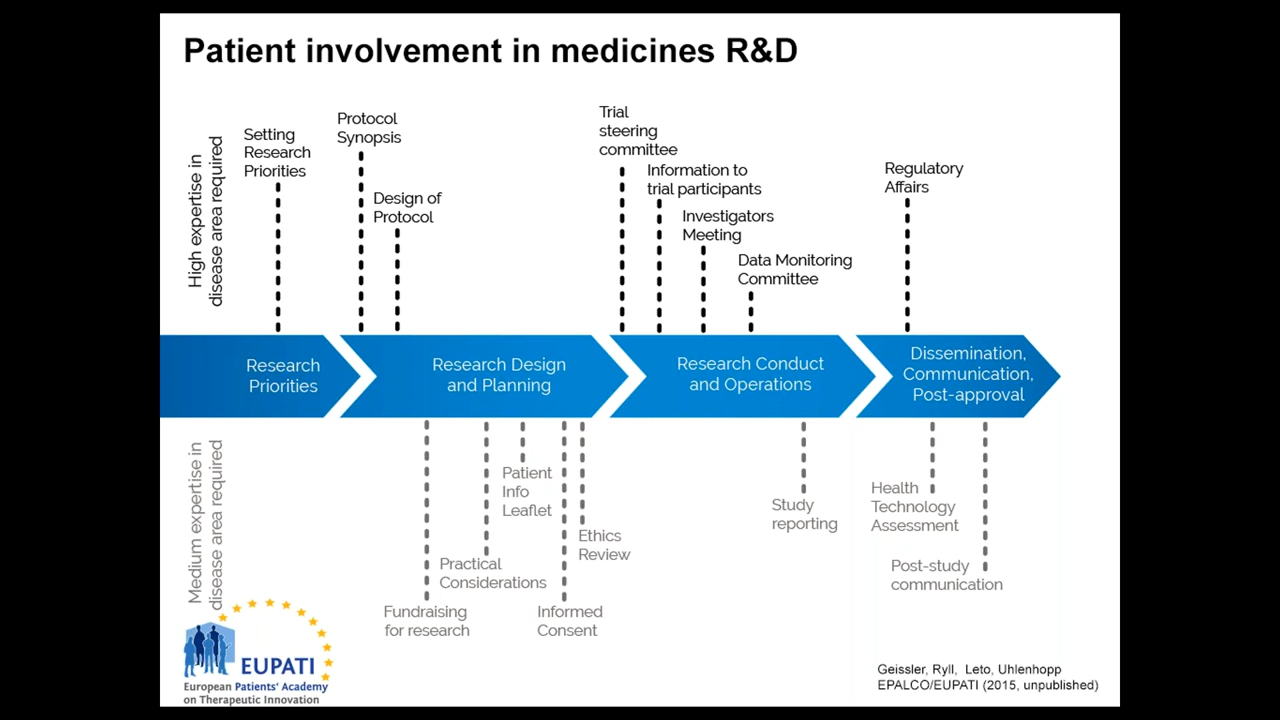 Patient involvement in medicines R&D
High expertise in
disease area required
Setting
Research
Priorities
Protocol
Synopsis
Design of
Protocol
Trial
steering
committee
Information to
trial participants
Investigators
Meeting
Data Monitoring
Committee
Regulatory
Affairs
Research
Priorities
Research Design
and Planning
Research Conduct
and Operations
Dissemination,
Communication,
Post-approval
Medium expertise in
disease area required
Fundraising
for research
Practical
Considerations
Patient
Info
Leaflet
Informed
Consent
Ethics
Review
Study
reporting
Health
Technology
Assessment
Post-study
communication
EUPATI
European Patients' Academy
on Therapeutic Innovation
Geissler, Ryll, Leto, Uhlenhopp
EPALCO/EUPATI (2015, unpublished)